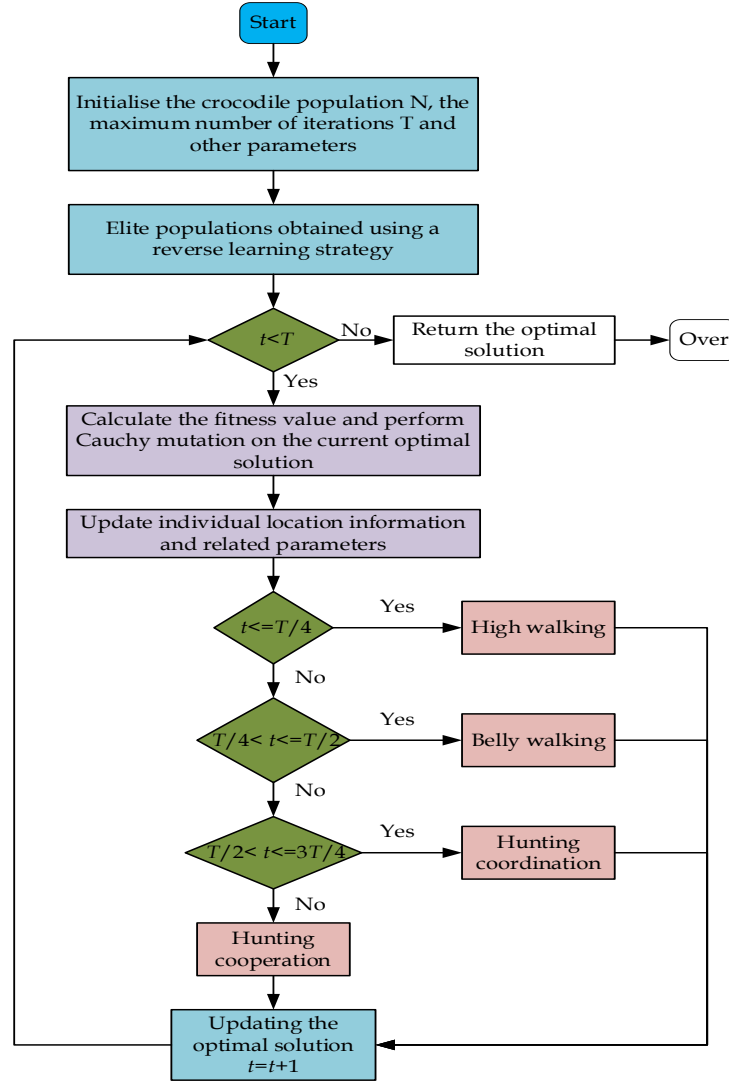 Start
Initialise the crocodile population N, the
maximum number of iterations T and
other parameters
Elite populations obtained using a
reverse learning strategy
t<T
No
Return the optimal
solution
Over
Yes
Calculate the fitness value and perform
Cauchy mutation on the current optimal
solution
Update individual location information
and related parameters
t<=T/4
Yes
High walking
No
T/4< t<=T/2
Yes
Belly walking
No
T/2< t<=3T/4
Yes
Hunting
coordination
No
Hunting
cooperation
Updating the
optimal solution
t=t+1